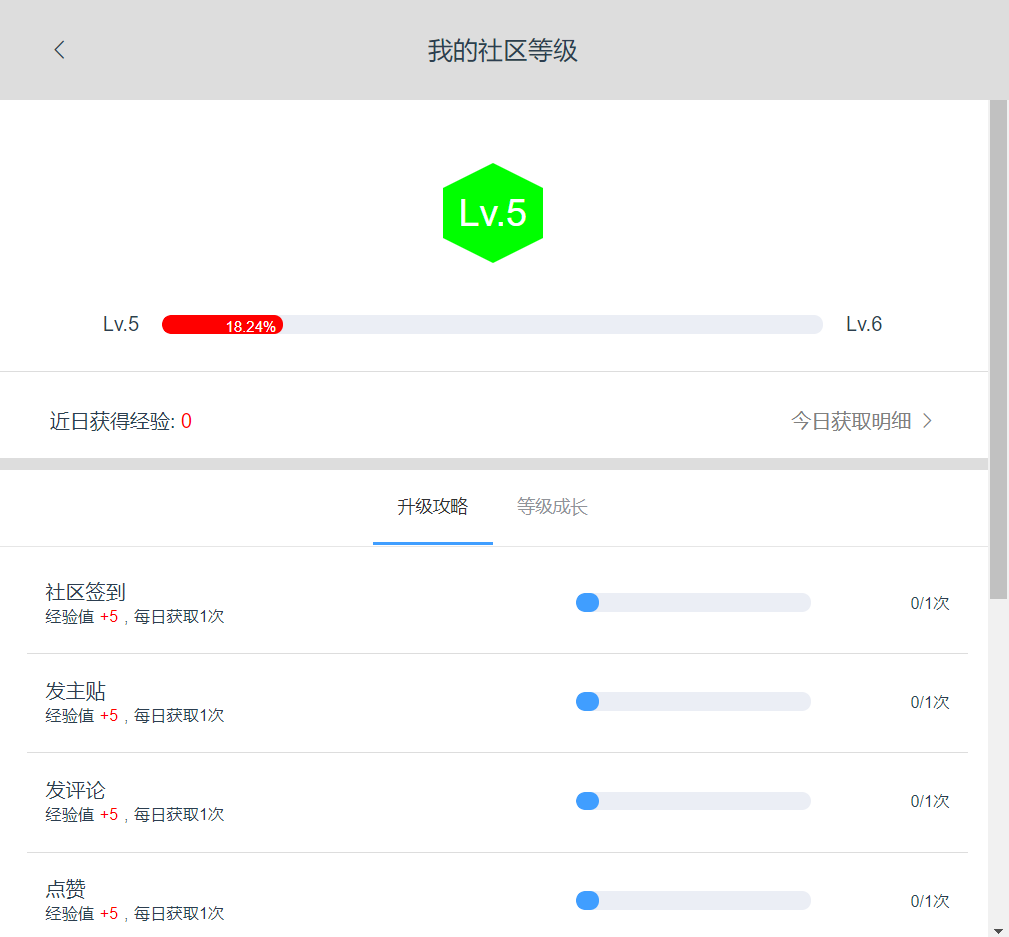 我的社区等级
Lv.5
Lv.5 18.24% Lv.6
近日获得经验: 0 今日获取明细
升级攻略 等级成长
社区签到
经验值 +5 , 每日获取1次 0/1次
发主贴
经验值 +5 , 每日获取1次 0/1次
发评论
经验值 +5 , 每日获取1次 0/1次
点赞
经验值 +5 , 每日获取1次 0/1次